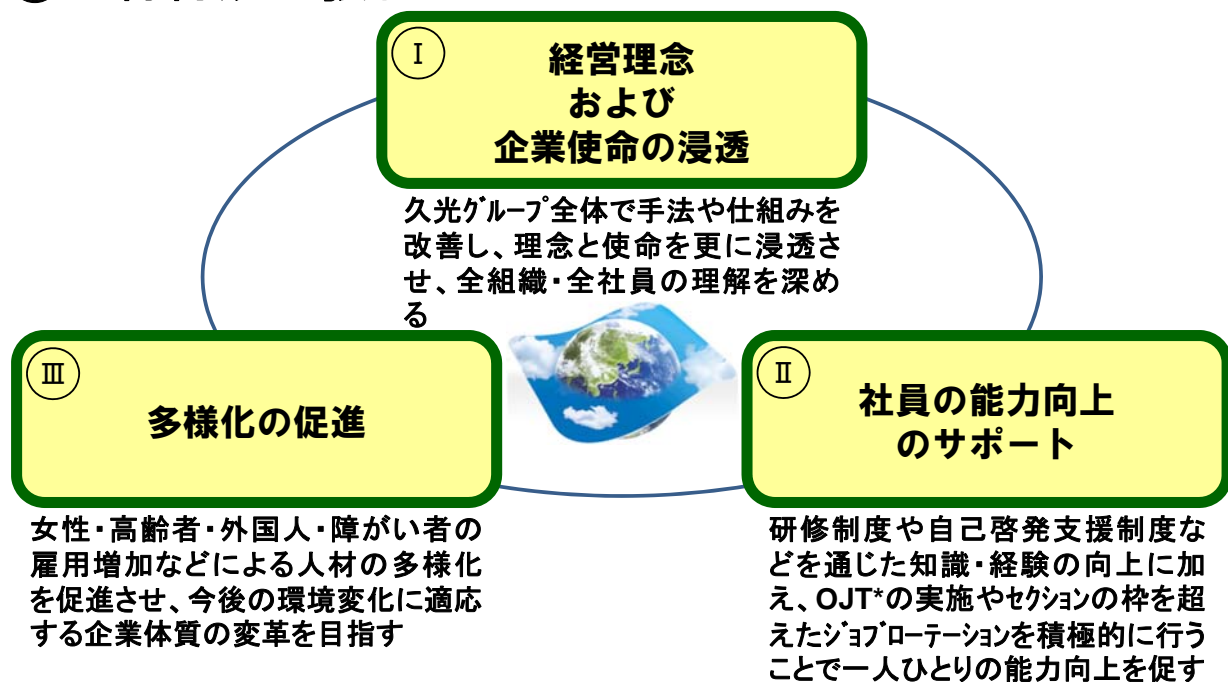 Ⅰ
経営理念
および
企業使命の浸透
久光ｸﾞﾙｰﾌﾟ全体で手法や仕組みを
改善し、理念と使命を更に浸透さ
せ、全組織・全社員の理解を深め
る
Ⅲ
多様化の促進
女性・高齢者・外国人・障がい者の
雇用増加などによる人材の多様化
を促進させ、今後の環境変化に適応
する企業体質の変革を目指す
Ⅱ
社員の能力向上
のサポート
研修制度や自己啓発支援制度な
どを通じた知識・経験の向上に加
え、OJT*の実施やｾｸｼｮﾝの枠を超
えたｼﾞｮﾌﾞﾛｰﾃｰｼｮﾝを積極的に行う
ことで一人ひとりの能力向上を促す